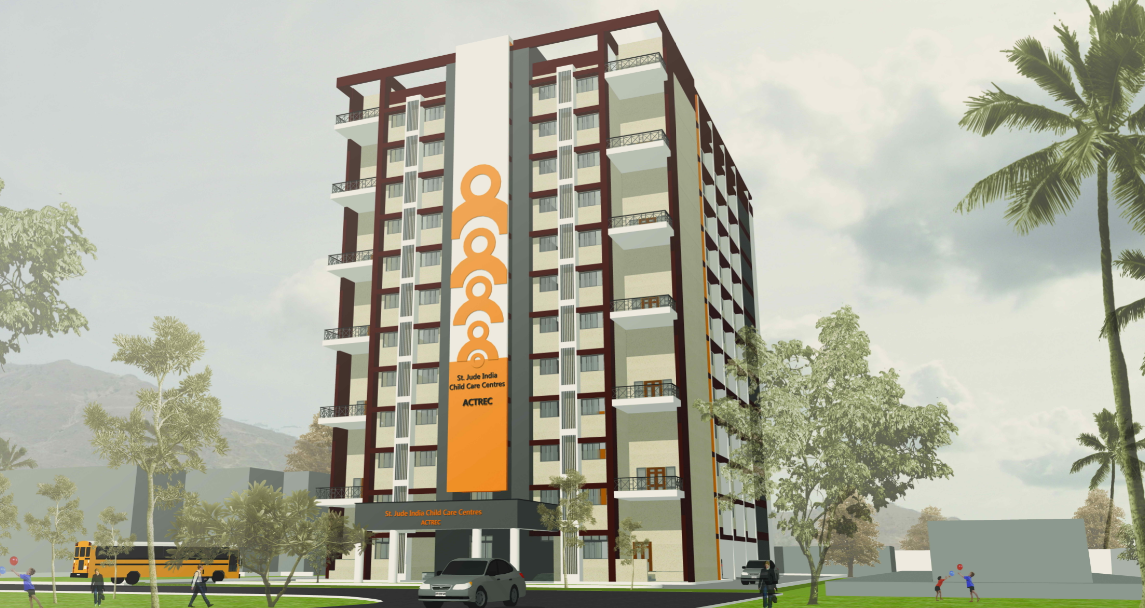 St. Jude India
Child Care Centres
ACTREC
St. Jude India Child Care Centres
ACTREC